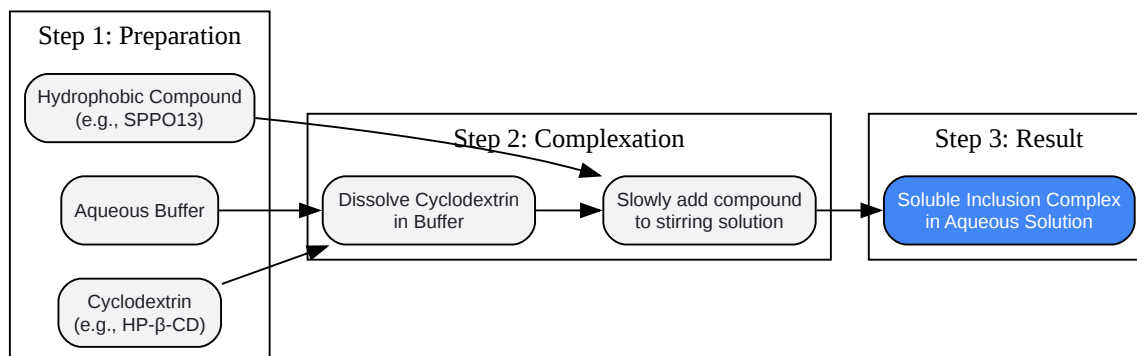 Step 1: Preparation
Hydrophobic Compound
(e.g., SPPO13)
Aqueous Buffer
Cyclodextrin
(e.g., HP-β-CD)
Step 2: Complexation
Dissolve Cyclodextrin
in Buffer
Slowly add compound
to stirring solution
Step 3: Result
Soluble Inclusion Complex
in Aqueous Solution